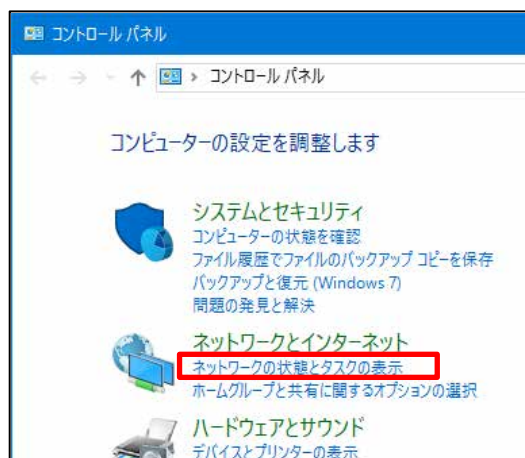 コントロール パネル
コントロール パネル
コンピューターの設定を調整します
システムとセキュリティ
コンピューターの状態を確認
ファイル履歴でファイルのバックアップ コピーを保存
バックアップと復元 (Windows 7)
問題の発見と解決
ネットワークとインターネット
ネットワークの状態とタスクの表示
ホームグループと共有に関するオプションの選択
ハードウェアとサウンド
デバイスとプリンターの表示